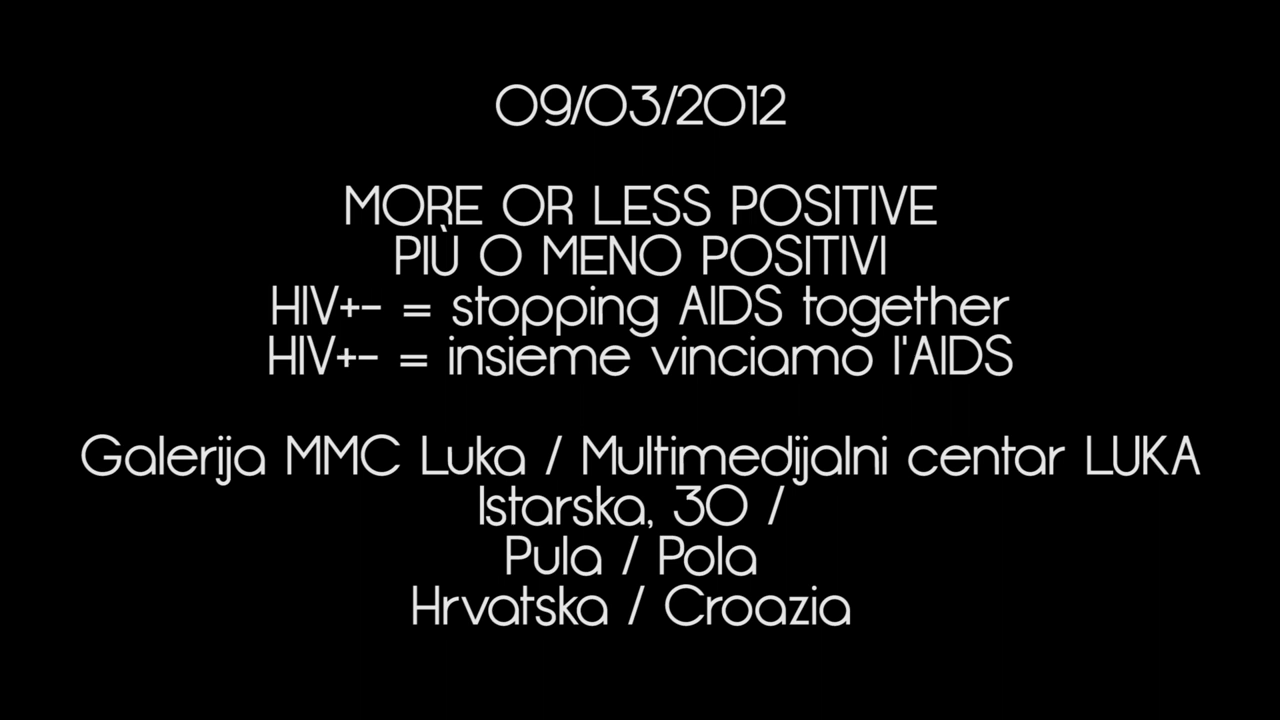 09/03/2012
MORE OR LESS POSITIVE
PIÙ O MENO POSITIVI
HIV+- = stopping AIDS together
HIV+- = insieme vinciamo l'AIDS
Galerija MMC Luka / Multimedijalni centar LUKA
Istarska, 30 /
Pula / Pola
Hrvatska / Croazia